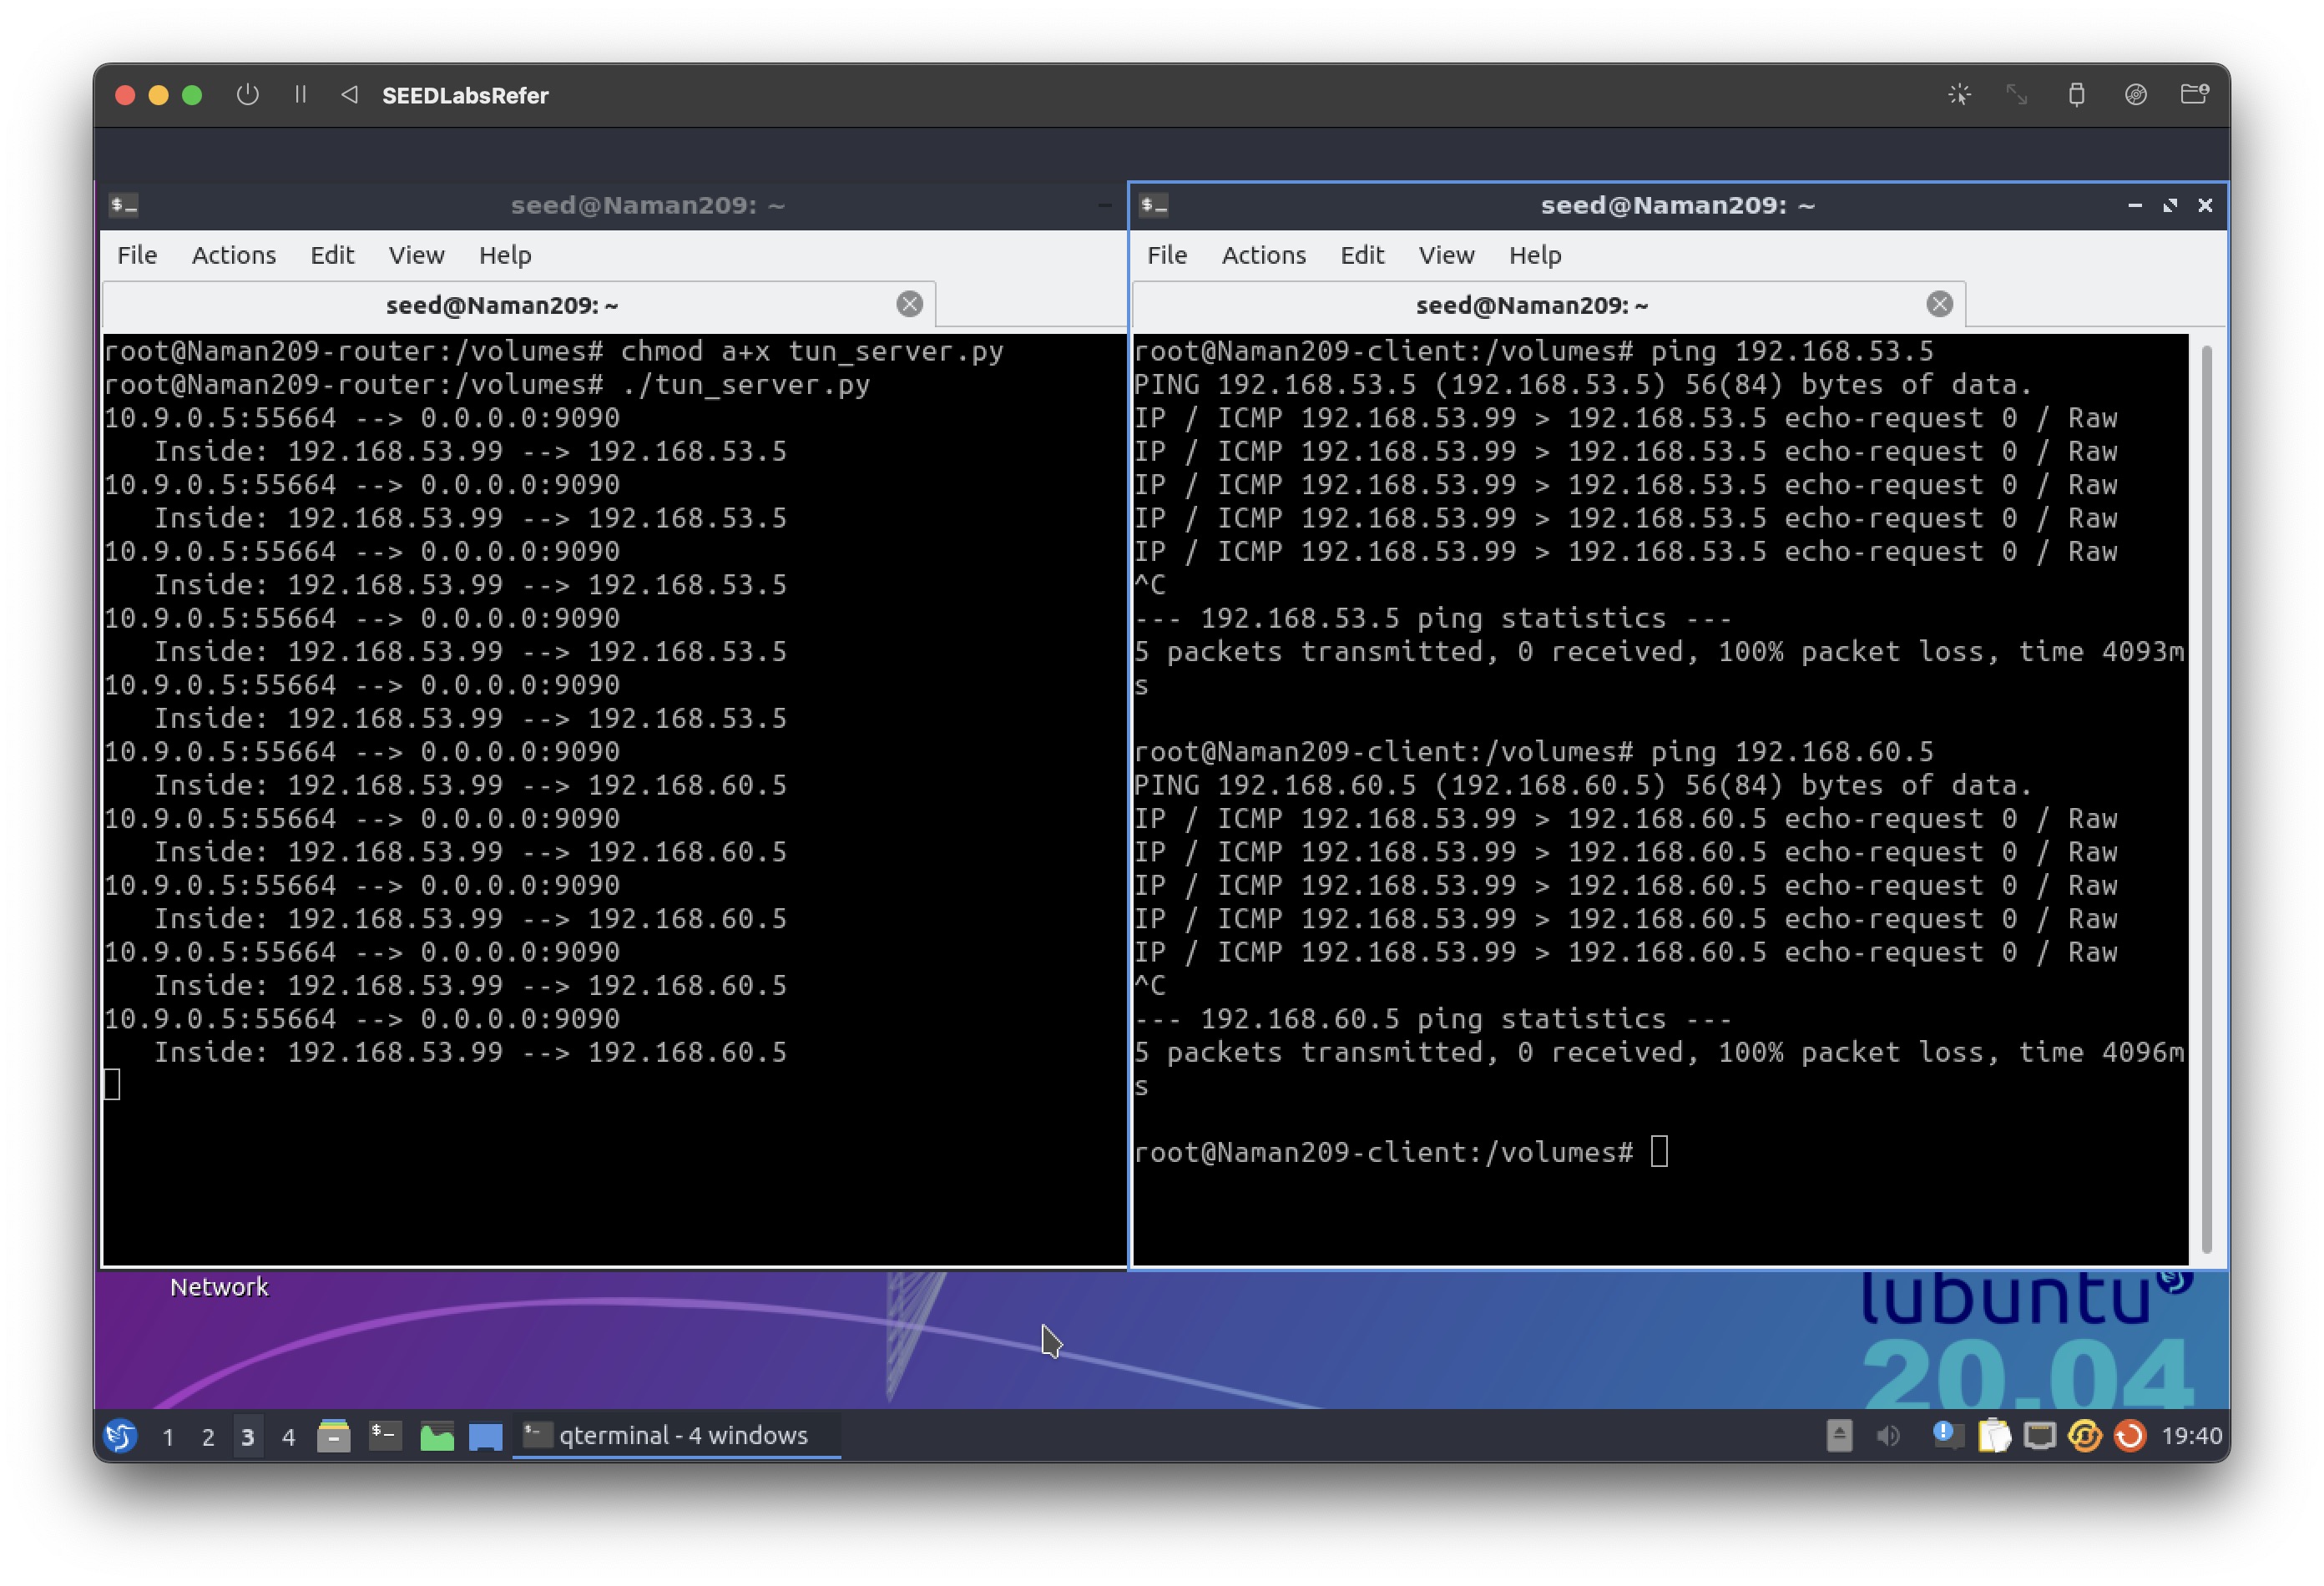 SEEDLabsRefer
seed@Naman209: ~
File Actions Edit View Help
seed@Naman209: ~
root@Naman209-router:/volumes# chmod a+x tun_server.py
root@Naman209-router:/volumes# ./tun_server.py
10.9.0.5:55664 --> 0.0.0.0:9090
   Inside: 192.168.53.99 --> 192.168.53.5
10.9.0.5:55664 --> 0.0.0.0:9090
   Inside: 192.168.53.99 --> 192.168.53.5
10.9.0.5:55664 --> 0.0.0.0:9090
   Inside: 192.168.53.99 --> 192.168.53.5
10.9.0.5:55664 --> 0.0.0.0:9090
   Inside: 192.168.53.99 --> 192.168.53.5
10.9.0.5:55664 --> 0.0.0.0:9090
   Inside: 192.168.53.99 --> 192.168.53.5
10.9.0.5:55664 --> 0.0.0.0:9090
   Inside: 192.168.53.99 --> 192.168.60.5
10.9.0.5:55664 --> 0.0.0.0:9090
   Inside: 192.168.53.99 --> 192.168.60.5
10.9.0.5:55664 --> 0.0.0.0:9090
   Inside: 192.168.53.99 --> 192.168.60.5
10.9.0.5:55664 --> 0.0.0.0:9090
   Inside: 192.168.53.99 --> 192.168.60.5
10.9.0.5:55664 --> 0.0.0.0:9090
   Inside: 192.168.53.99 --> 192.168.60.5
seed@Naman209: ~
File Actions Edit View Help
seed@Naman209: ~
root@Naman209-client:/volumes# ping 192.168.53.5
PING 192.168.53.5 (192.168.53.5) 56(84) bytes of data.
IP / ICMP 192.168.53.99 > 192.168.53.5 echo-request 0 / Raw
IP / ICMP 192.168.53.99 > 192.168.53.5 echo-request 0 / Raw
IP / ICMP 192.168.53.99 > 192.168.53.5 echo-request 0 / Raw
IP / ICMP 192.168.53.99 > 192.168.53.5 echo-request 0 / Raw
IP / ICMP 192.168.53.99 > 192.168.53.5 echo-request 0 / Raw
^C
--- 192.168.53.5 ping statistics ---
5 packets transmitted, 0 received, 100% packet loss, time 4093m
s
root@Naman209-client:/volumes# ping 192.168.60.5
PING 192.168.60.5 (192.168.60.5) 56(84) bytes of data.
IP / ICMP 192.168.53.99 > 192.168.60.5 echo-request 0 / Raw
IP / ICMP 192.168.53.99 > 192.168.60.5 echo-request 0 / Raw
IP / ICMP 192.168.53.99 > 192.168.60.5 echo-request 0 / Raw
IP / ICMP 192.168.53.99 > 192.168.60.5 echo-request 0 / Raw
IP / ICMP 192.168.53.99 > 192.168.60.5 echo-request 0 / Raw
^C
--- 192.168.60.5 ping statistics ---
5 packets transmitted, 0 received, 100% packet loss, time 4096m
s
root@Naman209-client:/volumes#
Network
lubuntu
20.04
1 2 3 4 qterminal - 4 windows 19:40